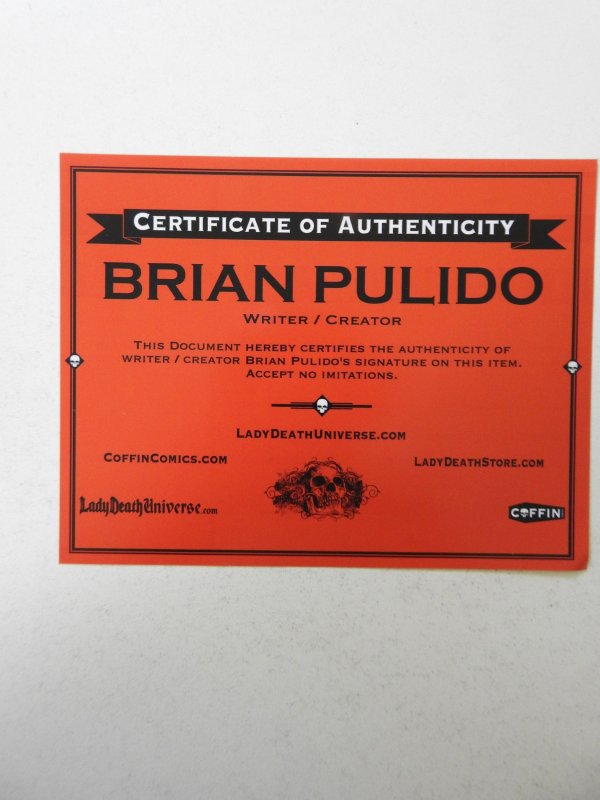 CERTIFICATE OF AUTHENTICITY
BRIAN PULIDO
WRITER / CREATOR
THIS DOCUMENT HEREBY CERTIFIES THE AUTHENTICITY OF
WRITER / CREATOR BRIAN PULIDO'S SIGNATURE ON THIS ITEM.
ACCEPT NO IMITATIONS.
LADYDEATHUNIVERSE.COM
COFFINCOMICS.COM
LADYDEATHSTORE.COM
LadyDeathUniverse.com
COFFIN